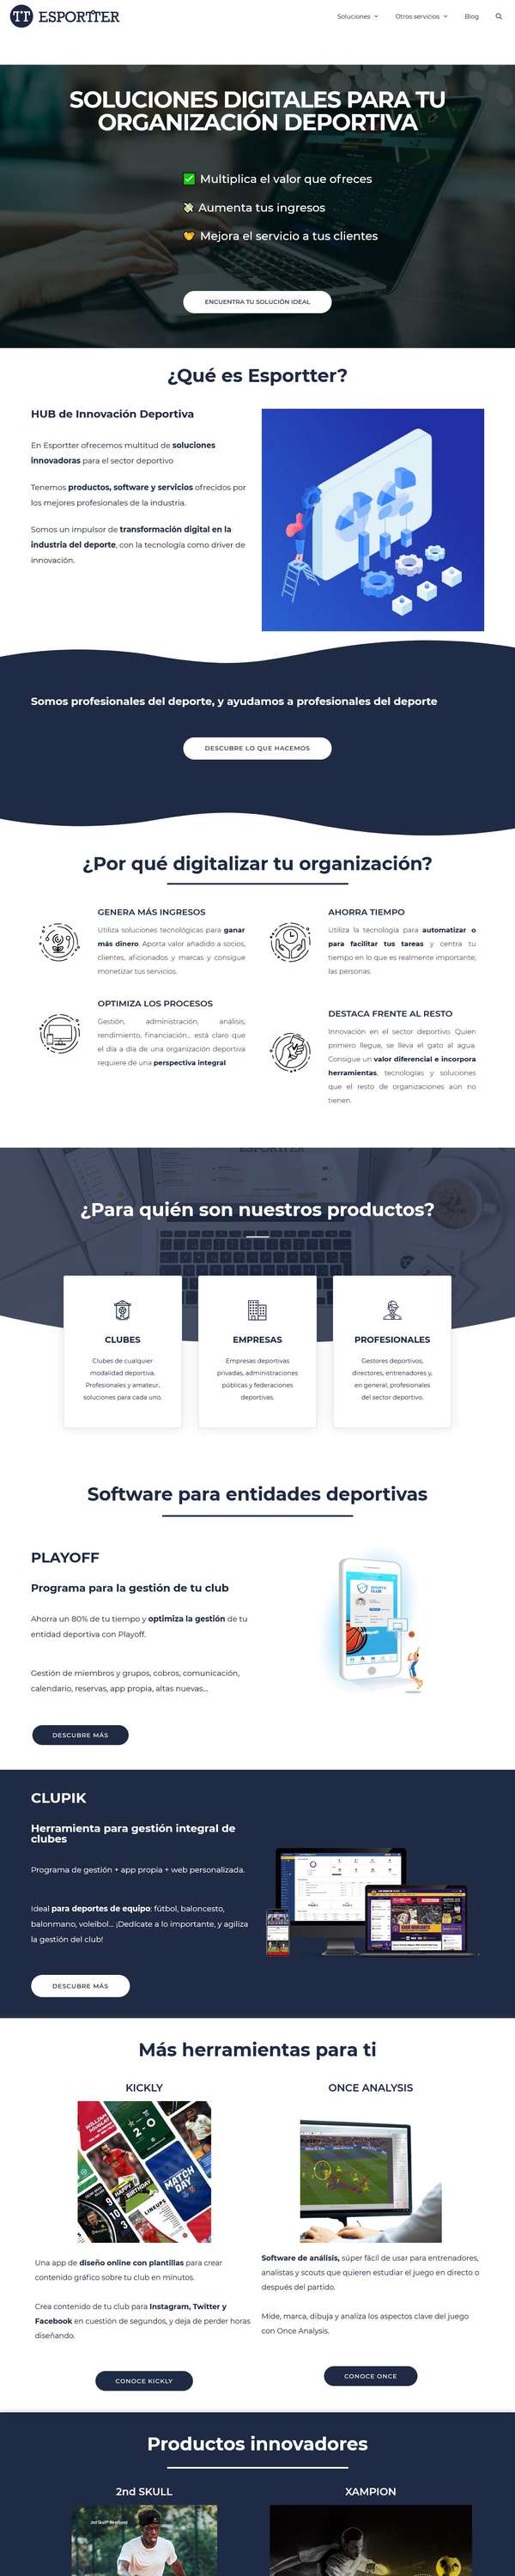 TT ESPORTTER
Soluciones
Otros servicios
Blog
SOLUCIONES DIGITALES PARA TU
ORGANIZACIÓN DEPORTIVA
✅ Multiplica el valor que ofreces
💸 Aumenta tus ingresos
🤝 Mejora el servicio a tus clientes
ENCUENTRA TU SOLUCIÓN IDEAL
¿Qué es Esportter?
HUB de Innovación Deportiva
En Esportter ofrecemos multitud de soluciones
innovadoras para el sector deportivo
Tenemos productos, software y servicios ofrecidos por
los mejores profesionales de la industria.
Somos un impulsor de transformación digital en la
industria del deporte, con la tecnología como driver de
innovación.
Somos profesionales del deporte, y ayudamos a profesionales del deporte
DESCUBRE LO QUE HACEMOS
¿Por qué digitalizar tu organización?
GENERA MÁS INGRESOS
Utiliza soluciones tecnológicas para ganar
más dinero. Aporta valor añadido a socios,
clientes, aficionados y marcas y consigue
monetizar tus servicios.
AHORRA TIEMPO
Utiliza la tecnología para automatizar o
para facilitar tus tareas y centra tu
tiempo en lo que es realmente importante,
las personas.
OPTIMIZA LOS PROCESOS
Gestión, administración, análisis,
rendimiento, financiación... está claro que
el día a día de una organización deportiva
requiere de una perspectiva integral
DESTACA FRENTE AL RESTO
Innovación en el sector deportivo. Quien
primero llegue, se lleva el gato al agua.
Consigue un valor diferencial e incorpora
herramientas, tecnologías y soluciones
que el resto de organizaciones aún no
tienen.
ESPORTTER
¿Para quién son nuestros productos?
CLUBES
Clubes de cualquier
modalidad deportiva.
Profesionales y amateur,
soluciones para cada uno.
EMPRESAS
Empresas deportivas
privadas, administraciones
públicas y federaciones
deportivas.
PROFESIONALES
Gestores deportivos,
directores, entrenadores y,
en general, profesionales
del sector deportivo.
Software para entidades deportivas
PLAYOFF
Programa para la gestión de tu club
Ahorra un 80% de tu tiempo y optimiza la gestión de tu
entidad deportiva con Playoff.
Gestión de miembros y grupos, cobros, comunicación,
calendario, reservas, app propia, altas nuevas...
DESCUBRE MÁS
CLUPIK
Herramienta para gestión integral de
clubes
Programa de gestión + app propia + web personalizada.
Ideal para deportes de equipo: fútbol, baloncesto,
balonmano, voleibol... ¡Dedícate a lo importante, y agiliza
la gestión del club!
DESCUBRE MÁS
Más herramientas para ti
KICKLY
2-0
HAPPY
BIRTHDAY
LINEUPS
MATCH
DAY
Una app de diseño online con plantillas para crear
contenido gráfico sobre tu club en minutos.
Crea contenido de tu club para Instagram, Twitter y
Facebook en cuestión de segundos, y deja de perder horas
diseñando.
CONOCE KICKLY
ONCE ANALYSIS
Software de análisis, súper fácil de usar para entrenadores,
analistas y scouts que quieren estudiar el juego en directo o
después del partido.
Mide, marca, dibuja y analiza los aspectos clave del juego
con Once Analysis.
CONOCE ONCE
Productos innovadores
2nd SKULL
2nd Skull® Headband
XAMPION